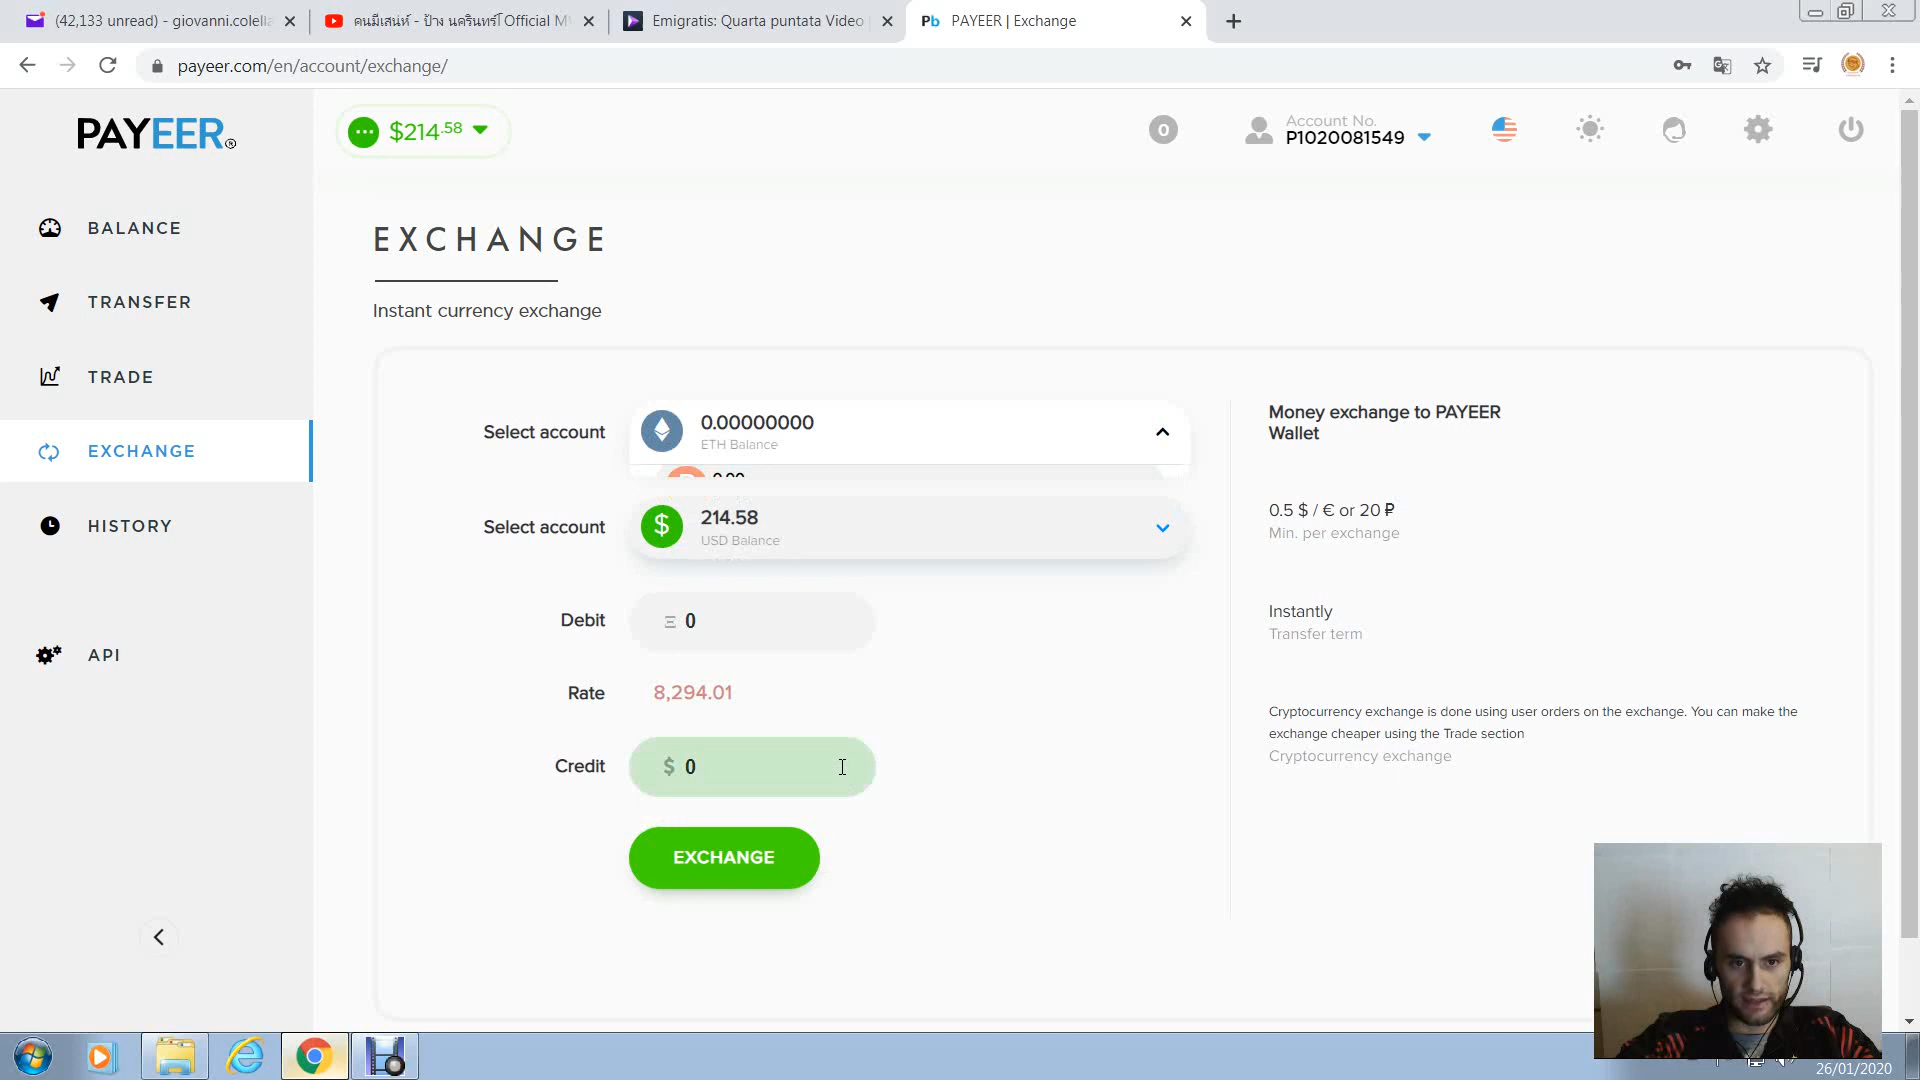 (42,133 unread) - giovanni.colella
คนมีเสน่ห์ - ป้าง นครินทร์ [Official M
Emigratis: Quarta puntata Video
Pb PAYEER | Exchange
payeer.com/en/account/exchange/
PAYEER®
$214.58
0
Account No.
P1020081549
BALANCE
TRANSFER
TRADE
EXCHANGE
HISTORY
API
EXCHANGE
Instant currency exchange
Select account
0.00000000
ETH Balance
Select account
$ 214.58
USD Balance
Debit
Ξ 0
Rate
8,294.01
Credit
$ 0
EXCHANGE
Money exchange to PAYEER
Wallet
0.5 $ / € or 20 ₽
Min. per exchange
Instantly
Transfer term
Cryptocurrency exchange is done using user orders on the exchange. You can make the
exchange cheaper using the Trade section
Cryptocurrency exchange
26/01/2020